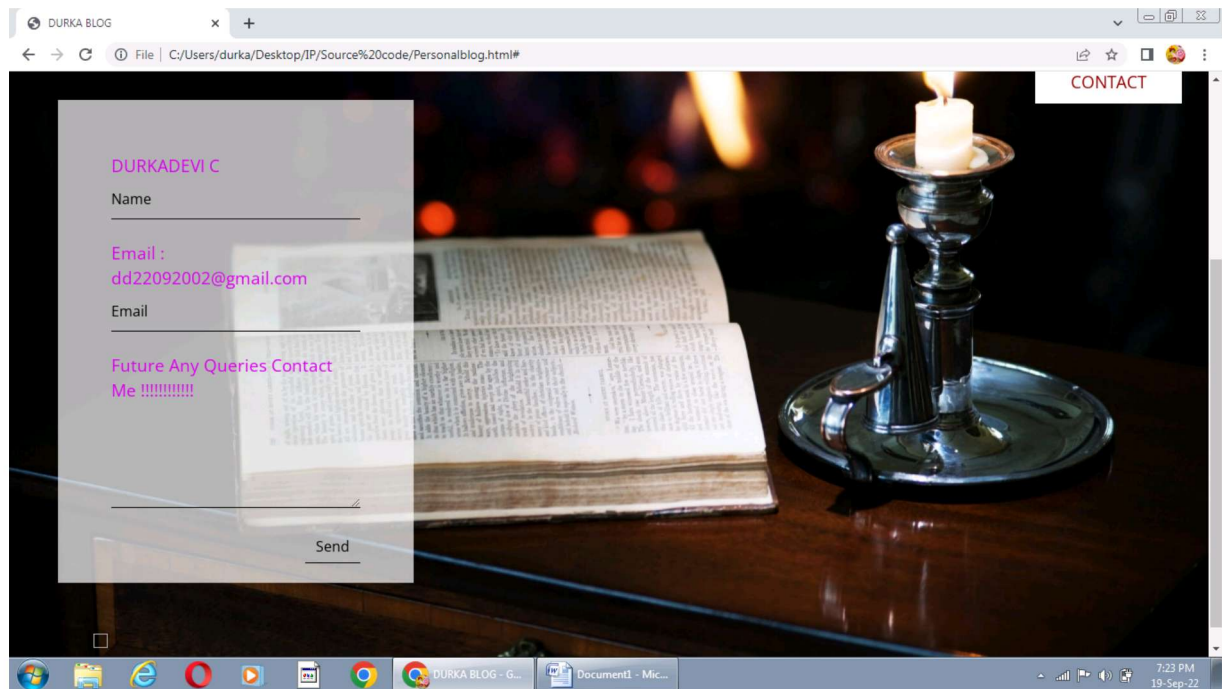 DURKA BLOG
File | C:/Users/durka/Desktop/IP/Source%20code/Personalblog.html#
CONTACT
DURKADEVI C
Name
Email :
dd22092002@gmail.com
Email
Future Any Queries Contact
Me !!!!!!!!!!!!
Send
DURKA BLOG - G...
Document1 - Mic...
7:23 PM
19-Sep-22